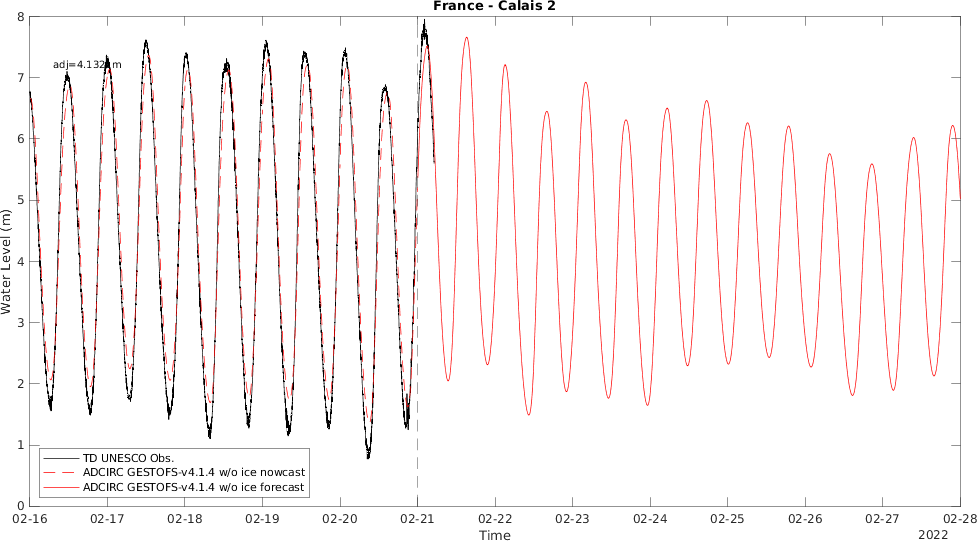 France - Calais 2
8
7
6
5
4
3
2
1
0
Water Level (m)
adj=4.132 m
TD UNESCO Obs.
ADCIRC GESTOFS-v4.1.4 w/o ice nowcast
ADCIRC GESTOFS-v4.1.4 w/o ice forecast
02-16 02-17 02-18 02-19 02-20 02-21 02-22 02-23 02-24 02-25 02-26 02-27 02-28
Time
2022